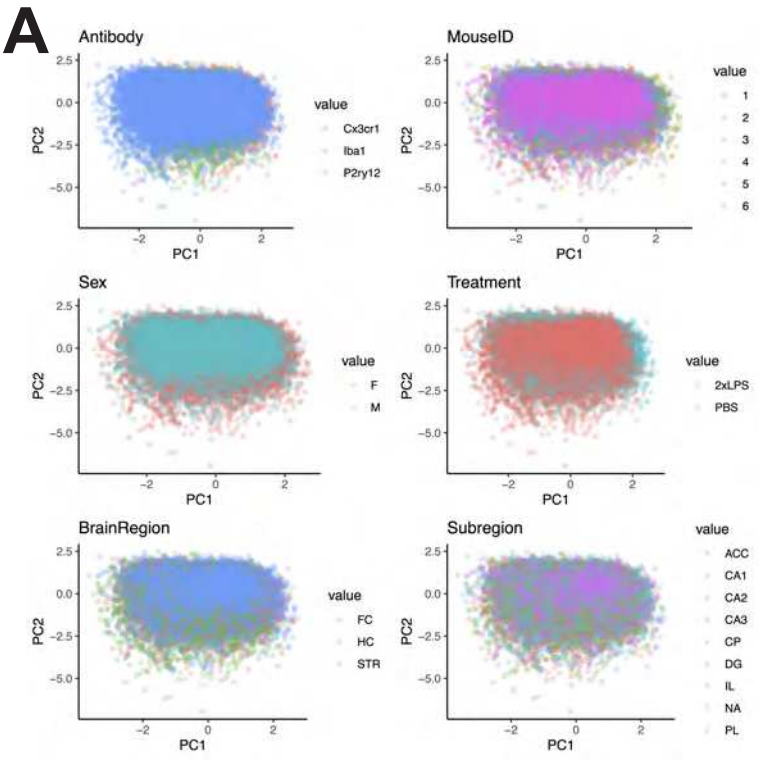 A
Antibody
2.5
0.0
−2.5
−5.0
PC2
−2 0 2
PC1
value
Cx3cr1
Iba1
P2ry12
MouseID
2.5
0.0
−2.5
−5.0
PC2
−2 0 2
PC1
value
1
2
3
4
5
6
Sex
2.5
0.0
−2.5
−5.0
PC2
−2 0 2
PC1
value
F
M
Treatment
2.5
0.0
−2.5
−5.0
PC2
−2 0 2
PC1
value
2xLPS
PBS
BrainRegion
2.5
0.0
−2.5
−5.0
PC2
−2 0 2
PC1
value
FC
HC
STR
Subregion
2.5
0.0
−2.5
−5.0
PC2
−2 0 2
PC1
value
ACC
CA1
CA2
CA3
CP
DG
IL
NA
PL